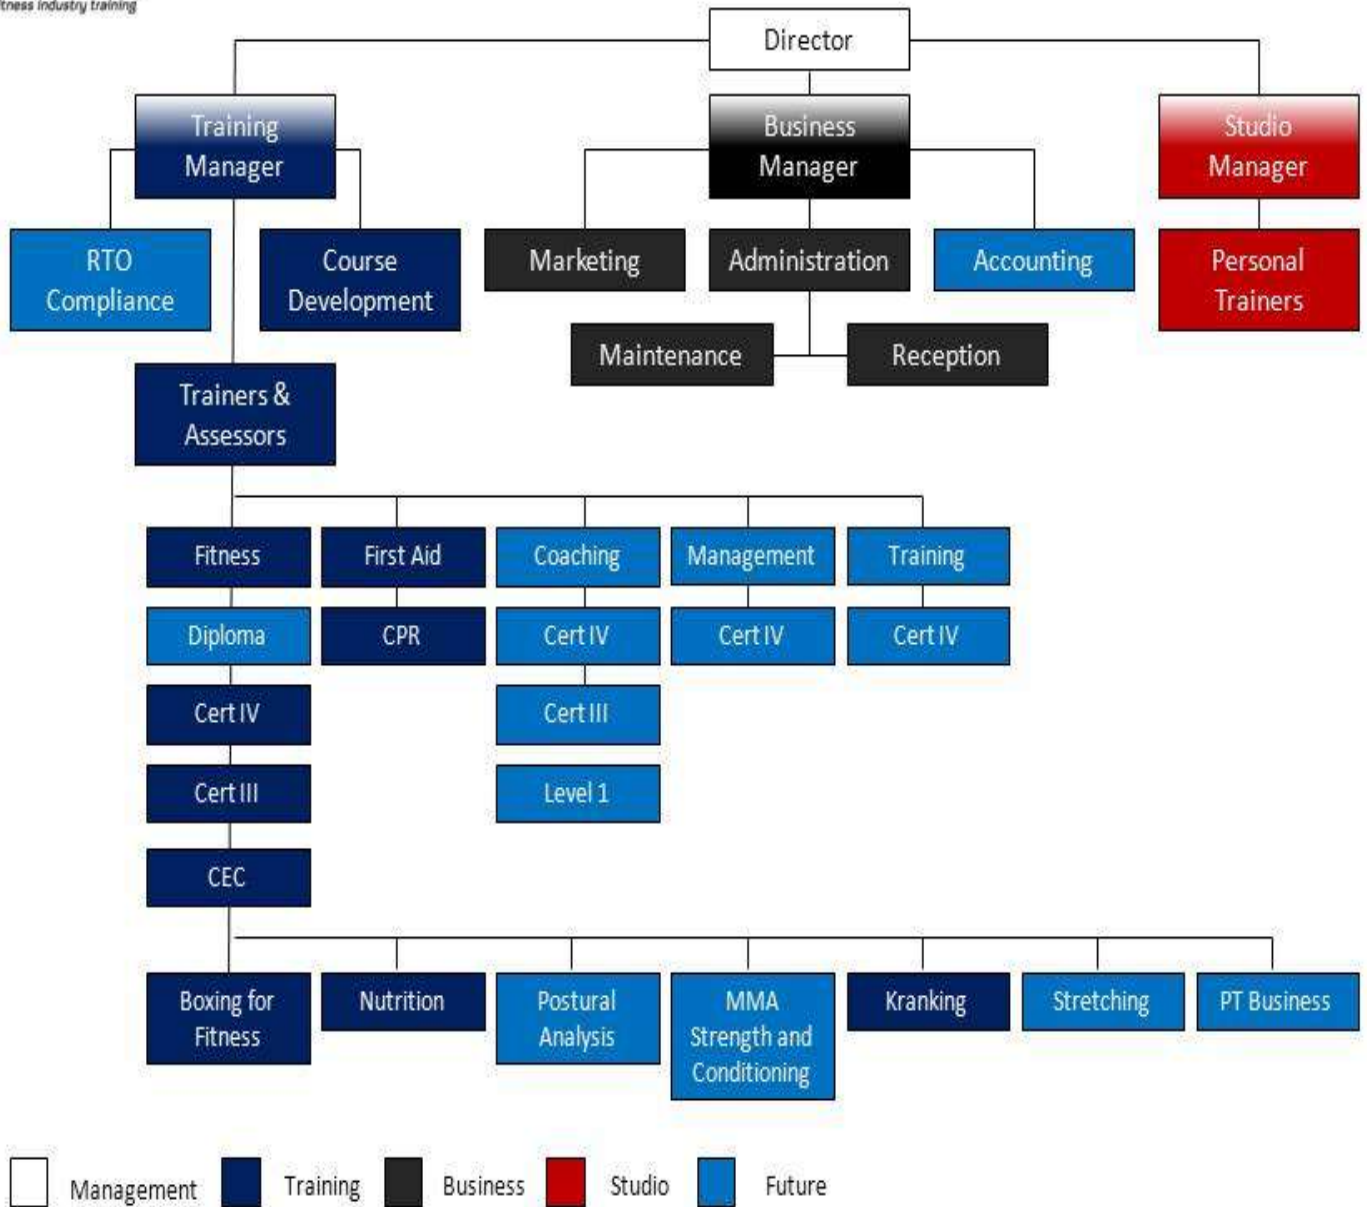 fitness industry training
Director
Training
Manager
Business
Manager
Studio
Manager
RTO
Compliance
Course
Development
Marketing
Administration
Accounting
Personal
Trainers
Maintenance
Reception
Trainers &
Assessors
Fitness
First Aid
Coaching
Management
Training
Diploma
CPR
Cert IV
Cert IV
Cert IV
Cert IV
Cert III
Cert III
Level 1
CEC
Boxing for
Fitness
Nutrition
Postural
Analysis
MMA
Strength and
Conditioning
Kranking
Stretching
PT Business
Management
Training
Business
Studio
Future